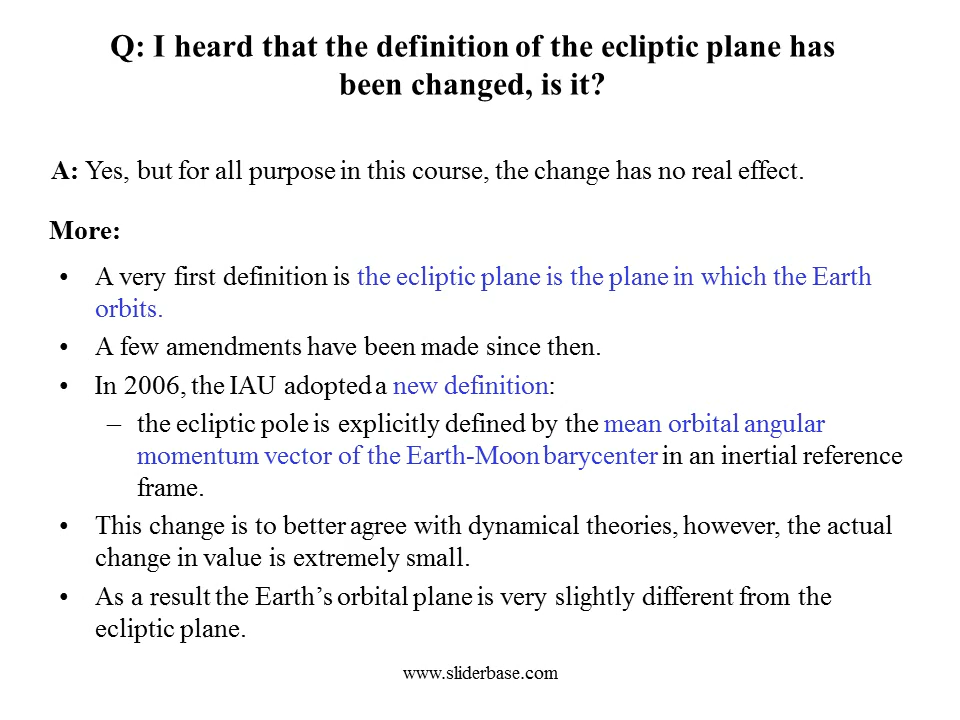 Q: I heard that the definition of the ecliptic plane has
been changed, is it?
A: Yes, but for all purpose in this course, the change has no real effect.
More:
• A very first definition is the ecliptic plane is the plane in which the Earth
orbits.
• A few amendments have been made since then.
• In 2006, the IAU adopted a new definition:
– the ecliptic pole is explicitly defined by the mean orbital angular
momentum vector of the Earth-Moon barycenter in an inertial reference
frame.
• This change is to better agree with dynamical theories, however, the actual
change in value is extremely small.
• As a result the Earth’s orbital plane is very slightly different from the
ecliptic plane.
www.sliderbase.com